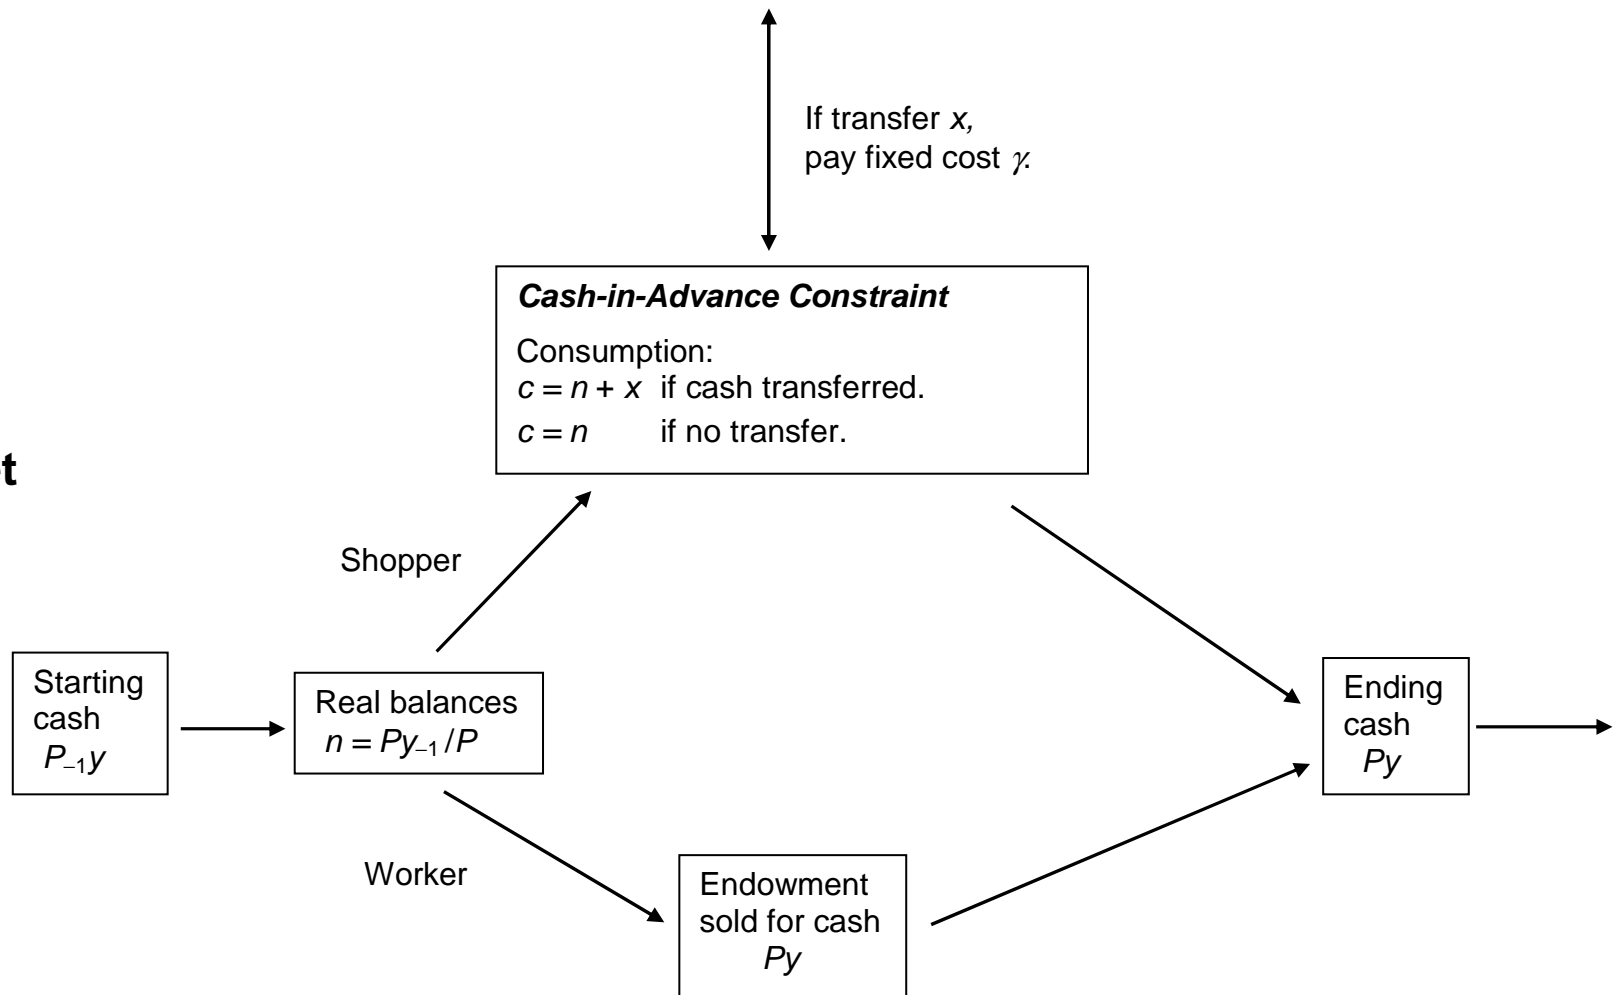 If transfer x,
pay fixed cost γ.
Cash-in-Advance Constraint
Consumption:
c = n + x if cash transferred.
c = n if no transfer.
t
Shopper
Starting
cash
P₋₁y
Real balances
n = Py₋₁ / P
Ending
cash
Py
Worker
Endowment
sold for cash
Py